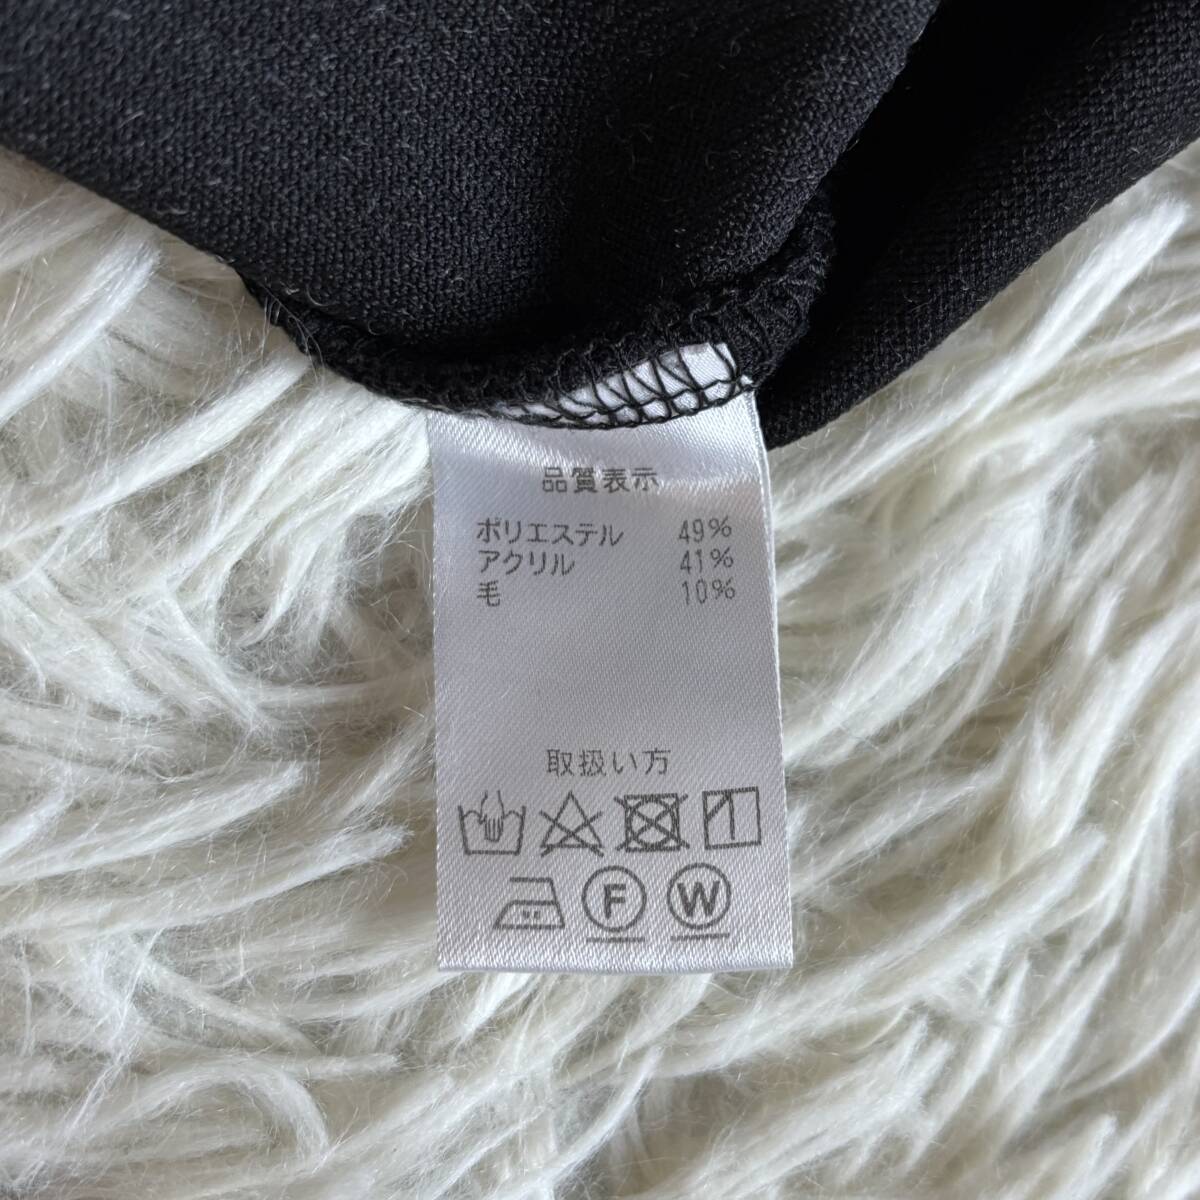 品質表示
ポリエステル 49%
アクリル 41%
毛 10%
取扱い方
F W